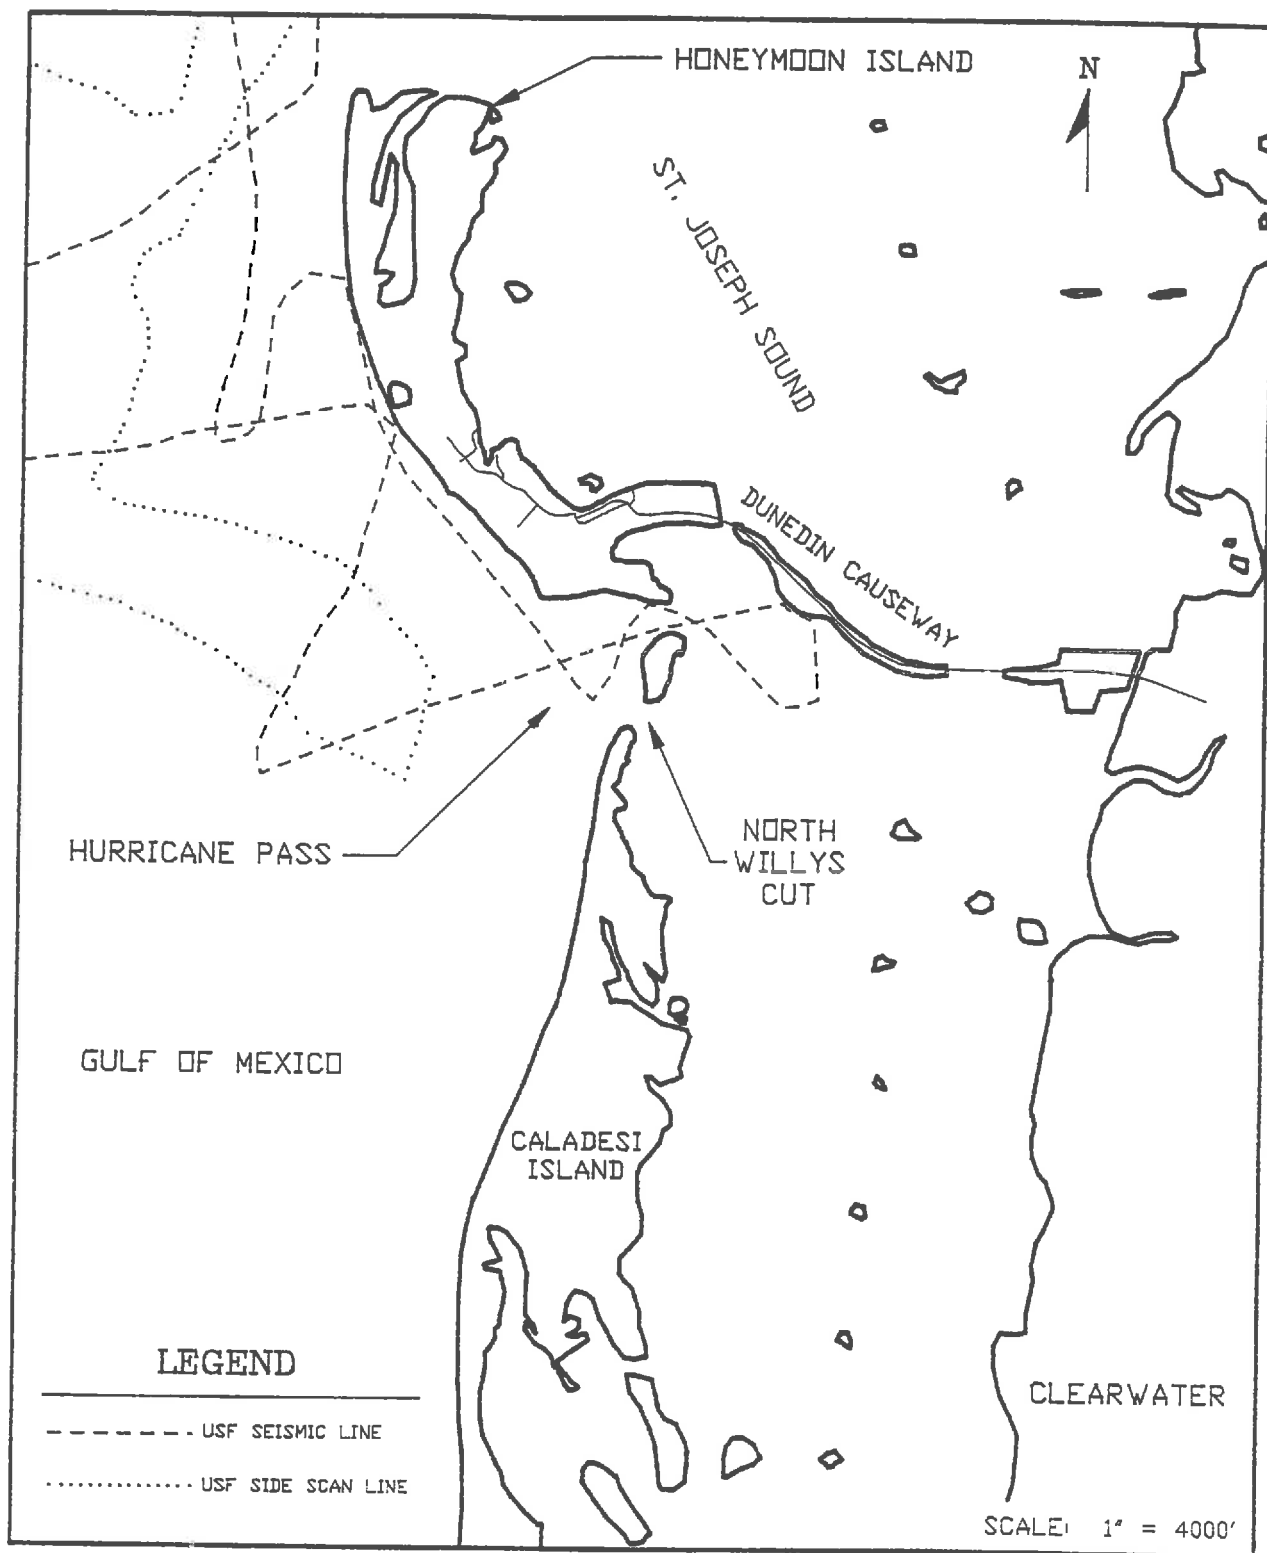 HONEYMOON ISLAND
N
ST. JOSEPH SOUND
DUNEDIN CAUSEWAY
HURRICANE PASS
NORTH
WILLYS
CUT
GULF OF MEXICO
CALADESI
ISLAND
CLEARWATER
LEGEND
USF SEISMIC LINE
USF SIDE SCAN LINE
SCALE: 1" = 4000'